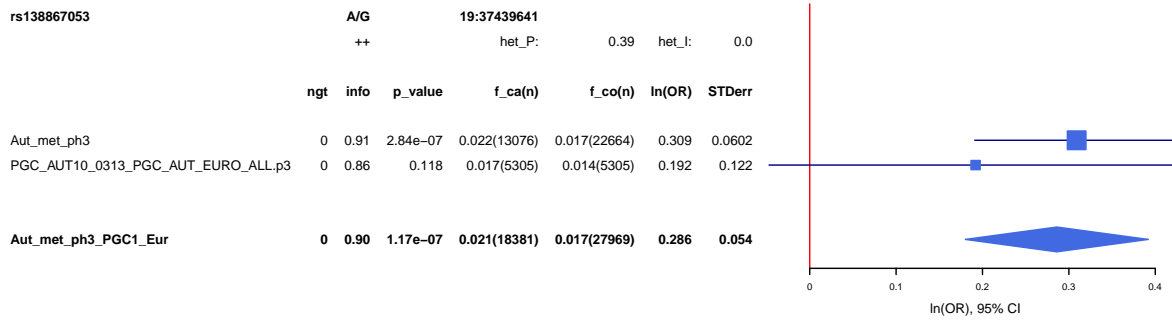 rs138867053 A/G 19:37439641
++ het_P: 0.39 het_I: 0.0
ngt info p_value f_ca(n) f_co(n) ln(OR) STDerr
Aut_met_ph3 0 0.91 2.84e−07 0.022(13076) 0.017(22664) 0.309 0.0602
PGC_AUT10_0313_PGC_AUT_EURO_ALL.p3 0 0.86 0.118 0.017(5305) 0.014(5305) 0.192 0.122
Aut_met_ph3_PGC1_Eur 0 0.90 1.17e−07 0.021(18381) 0.017(27969) 0.286 0.054
0 0.1 0.2 0.3 0.4
ln(OR), 95% CI